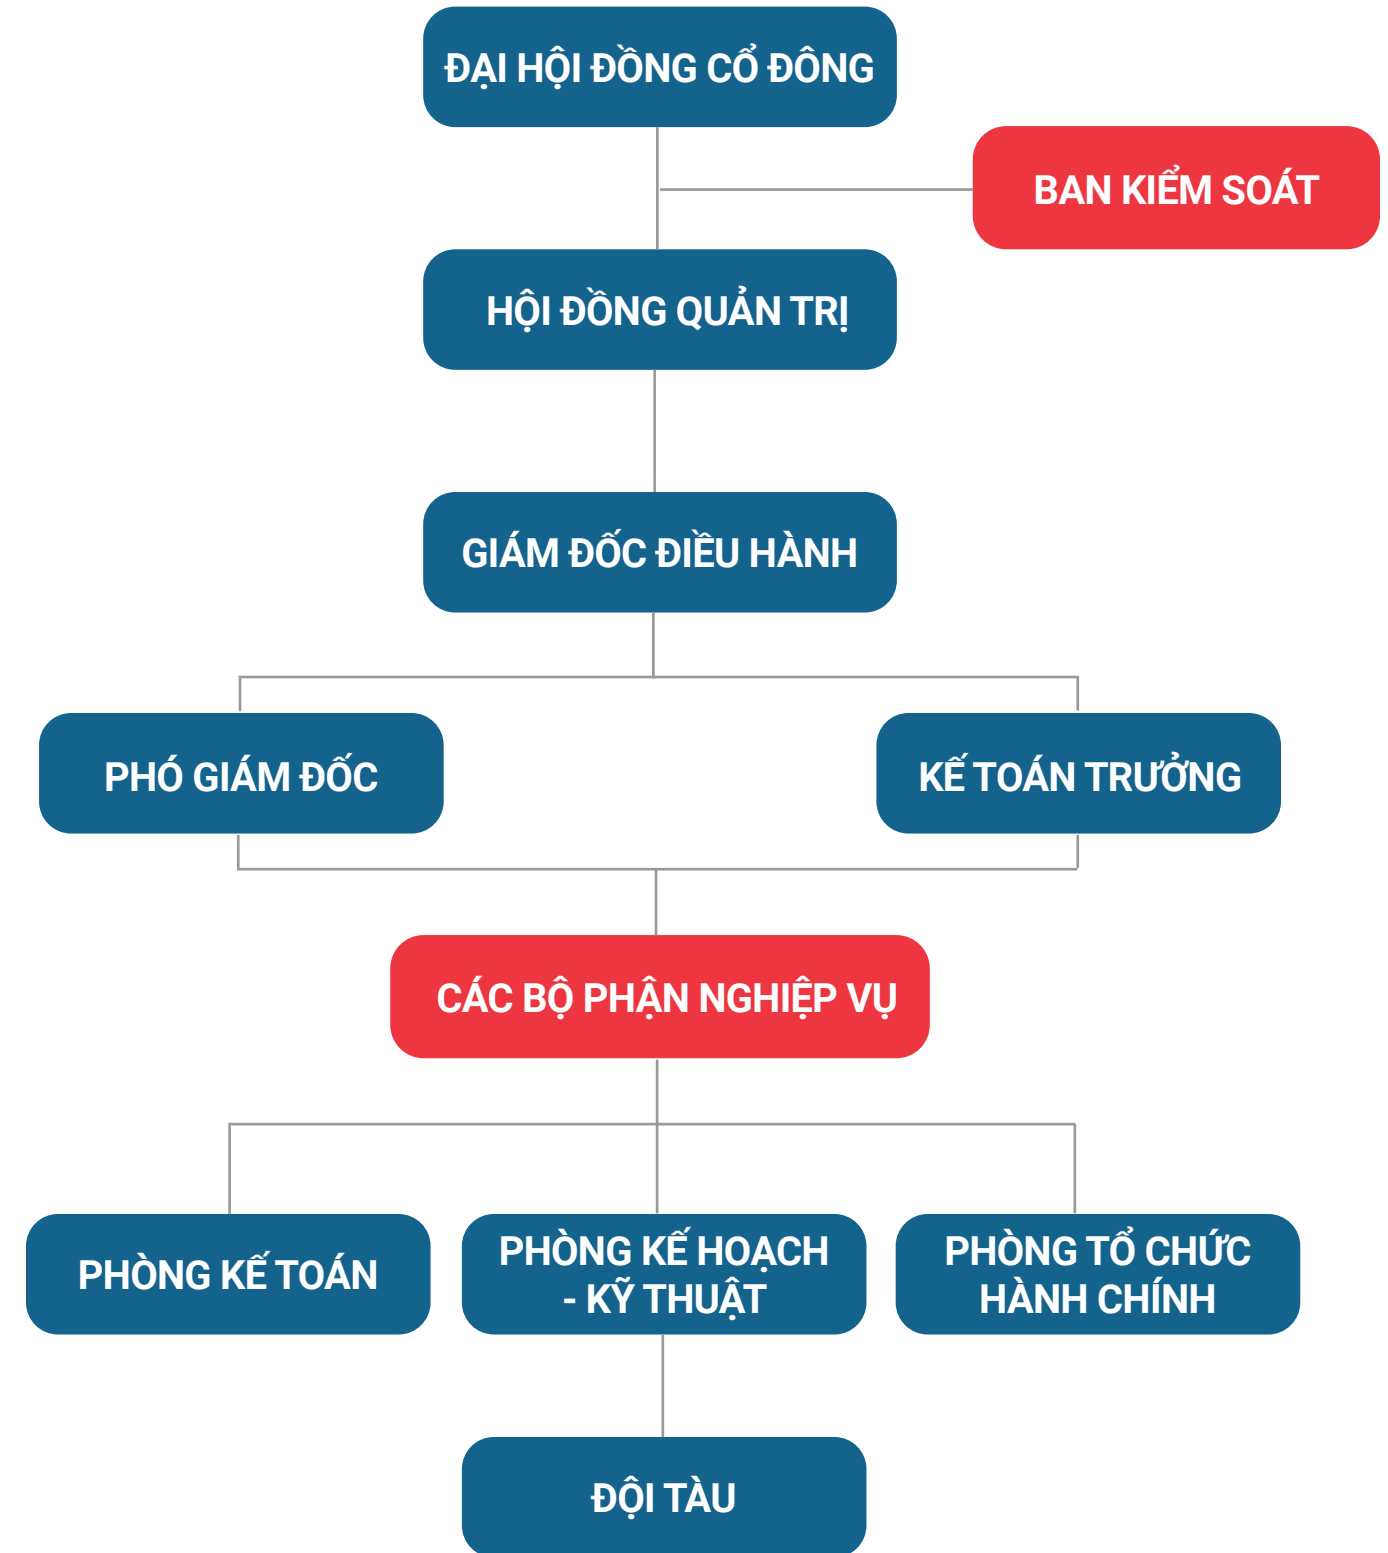 ĐẠI HỘI ĐỒNG CỔ ĐÔNG
BAN KIỂM SOÁT
HỘI ĐỒNG QUẢN TRỊ
GIÁM ĐỐC ĐIỀU HÀNH
PHÓ GIÁM ĐỐC
KẾ TOÁN TRƯỞNG
CÁC BỘ PHẬN NGHIỆP VỤ
PHÒNG KẾ TOÁN
PHÒNG KẾ HOẠCH
- KỸ THUẬT
PHÒNG TỔ CHỨC
HÀNH CHÍNH
ĐỘI TÀU